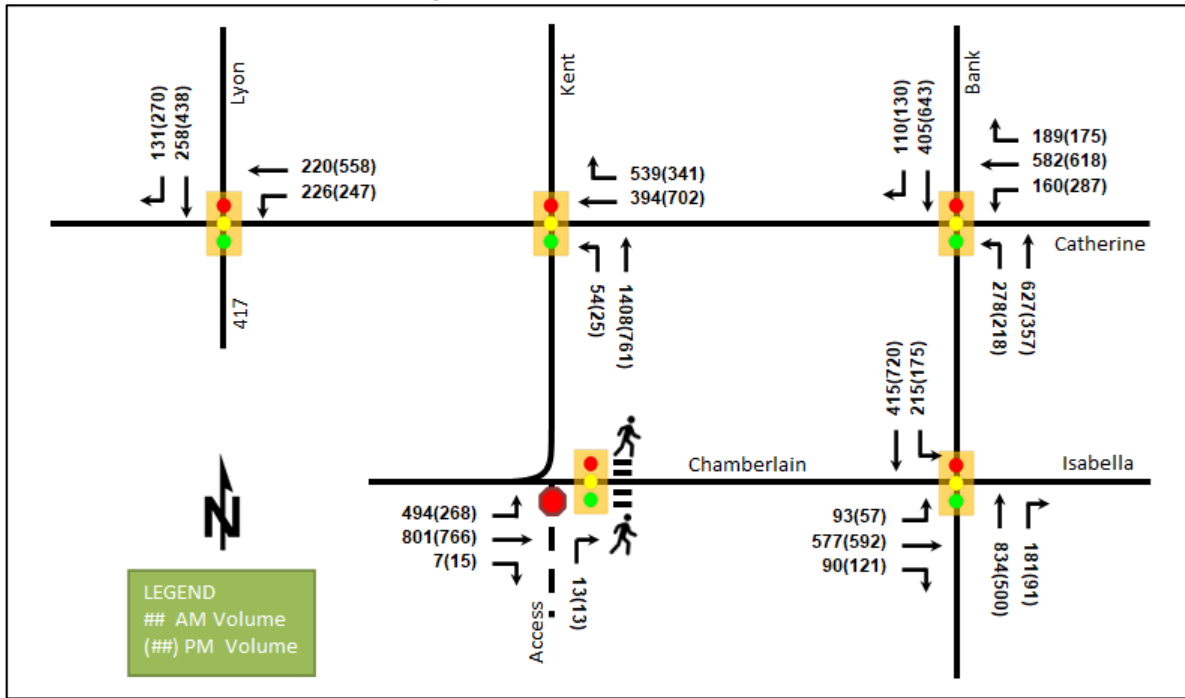 Lyon
131(270)
258(438)
220(558)
226(247)
417
Kent
539(341)
394(702)
54(25)
1408(761)
Bank
110(130)
405(643)
189(175)
582(618)
160(287)
Catherine
278(218)
627(357)
415(720)
215(175)
Chamberlain
Isabella
494(268)
801(766)
7(15)
13(13)
Access
93(57)
577(592)
90(121)
834(500)
181(91)
N
LEGEND
## AM Volume
(##) PM Volume